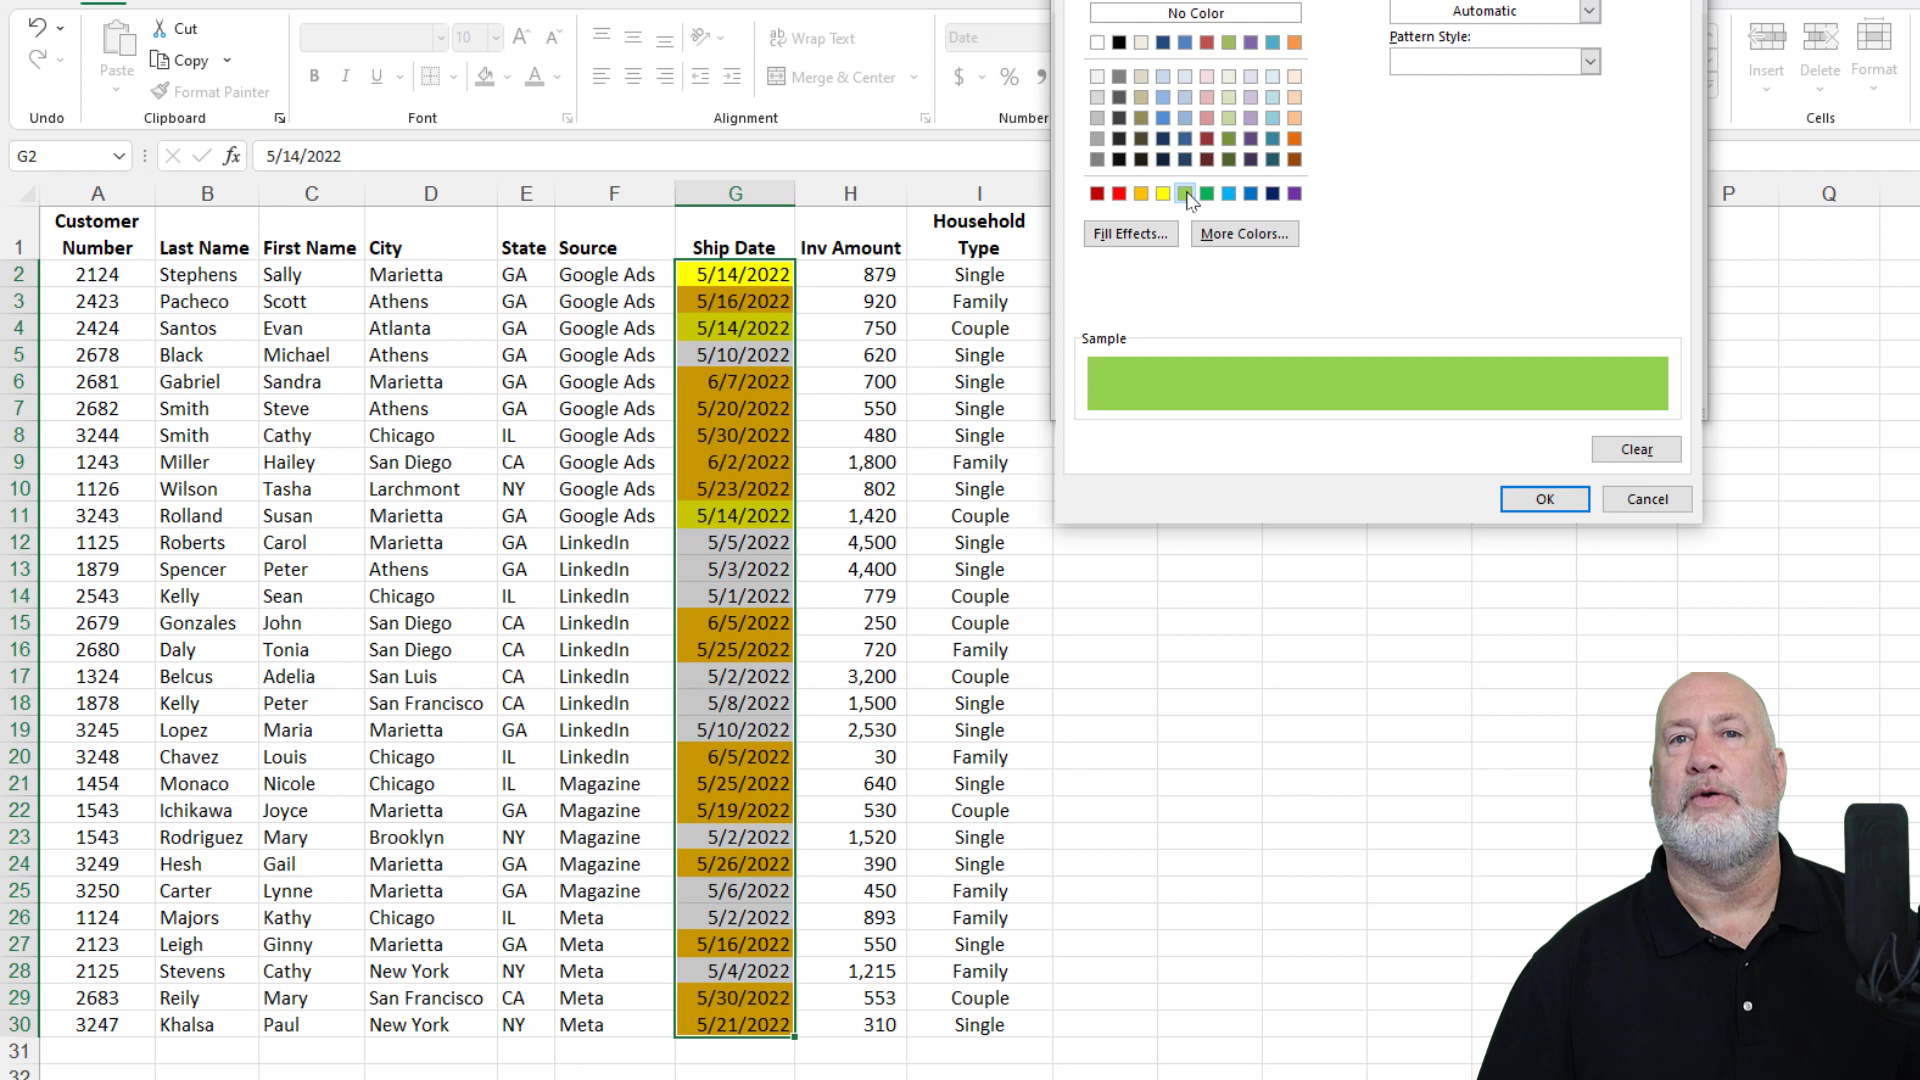 No Color
Automatic
Pattern Style:
Cut
Copy
Format Painter
Paste
10
Wrap Text
Merge & Center
Date
Insert
Delete
Format
Undo
Clipboard
Font
Alignment
Number
Cells
G2
fx
5/14/2022
Fill Effects...
More Colors...
A B C D E F G H I P Q
1 Customer Number Last Name First Name City State Source Ship Date Inv Amount Household Type
2 2124 Stephens Sally Marietta GA Google Ads 5/14/2022 879 Single
3 2423 Pacheco Scott Athens GA Google Ads 5/16/2022 920 Family
4 2424 Santos Evan Atlanta GA Google Ads 5/14/2022 750 Couple
5 2678 Black Michael Athens GA Google Ads 5/10/2022 620 Single
6 2681 Gabriel Sandra Marietta GA Google Ads 6/7/2022 700 Single
7 2682 Smith Steve Athens GA Google Ads 5/20/2022 550 Single
8 3244 Smith Cathy Chicago IL Google Ads 5/30/2022 480 Single
9 1243 Miller Hailey San Diego CA Google Ads 6/2/2022 1,800 Family
10 1126 Wilson Tasha Larchmont NY Google Ads 5/23/2022 802 Single
11 3243 Rolland Susan Marietta GA Google Ads 5/14/2022 1,420 Couple
12 1125 Roberts Carol Marietta GA LinkedIn 5/5/2022 4,500 Single
13 1879 Spencer Peter Athens GA LinkedIn 5/3/2022 4,400 Single
14 2543 Kelly Sean Chicago IL LinkedIn 5/1/2022 779 Couple
15 2679 Gonzales John San Diego CA LinkedIn 6/5/2022 250 Couple
16 2680 Daly Tonia San Diego CA LinkedIn 5/25/2022 720 Family
17 1324 Belcus Adelia San Luis CA LinkedIn 5/2/2022 3,200 Couple
18 1878 Kelly Peter San Francisco CA LinkedIn 5/8/2022 1,500 Single
19 3245 Lopez Maria Marietta GA LinkedIn 5/10/2022 2,530 Single
20 3248 Chavez Louis Chicago IL LinkedIn 6/5/2022 30 Family
21 1454 Monaco Nicole Chicago IL Magazine 5/25/2022 640 Single
22 1543 Ichikawa Joyce Marietta GA Magazine 5/19/2022 530 Couple
23 1543 Rodriguez Mary Brooklyn NY Magazine 5/2/2022 1,520 Single
24 3249 Hesh Gail Marietta GA Magazine 5/26/2022 390 Single
25 3250 Carter Lynne Marietta GA Magazine 5/6/2022 450 Family
26 1124 Majors Kathy Chicago IL Meta 5/2/2022 893 Family
27 2123 Leigh Ginny Marietta GA Meta 5/16/2022 550 Single
28 2125 Stevens Cathy New York NY Meta 5/4/2022 1,215 Family
29 2683 Reily Mary San Francisco CA Meta 5/30/2022 553 Couple
30 3247 Khalsa Paul New York NY Meta 5/21/2022 310 Single
31
32
Sample
Clear
OK
Cancel